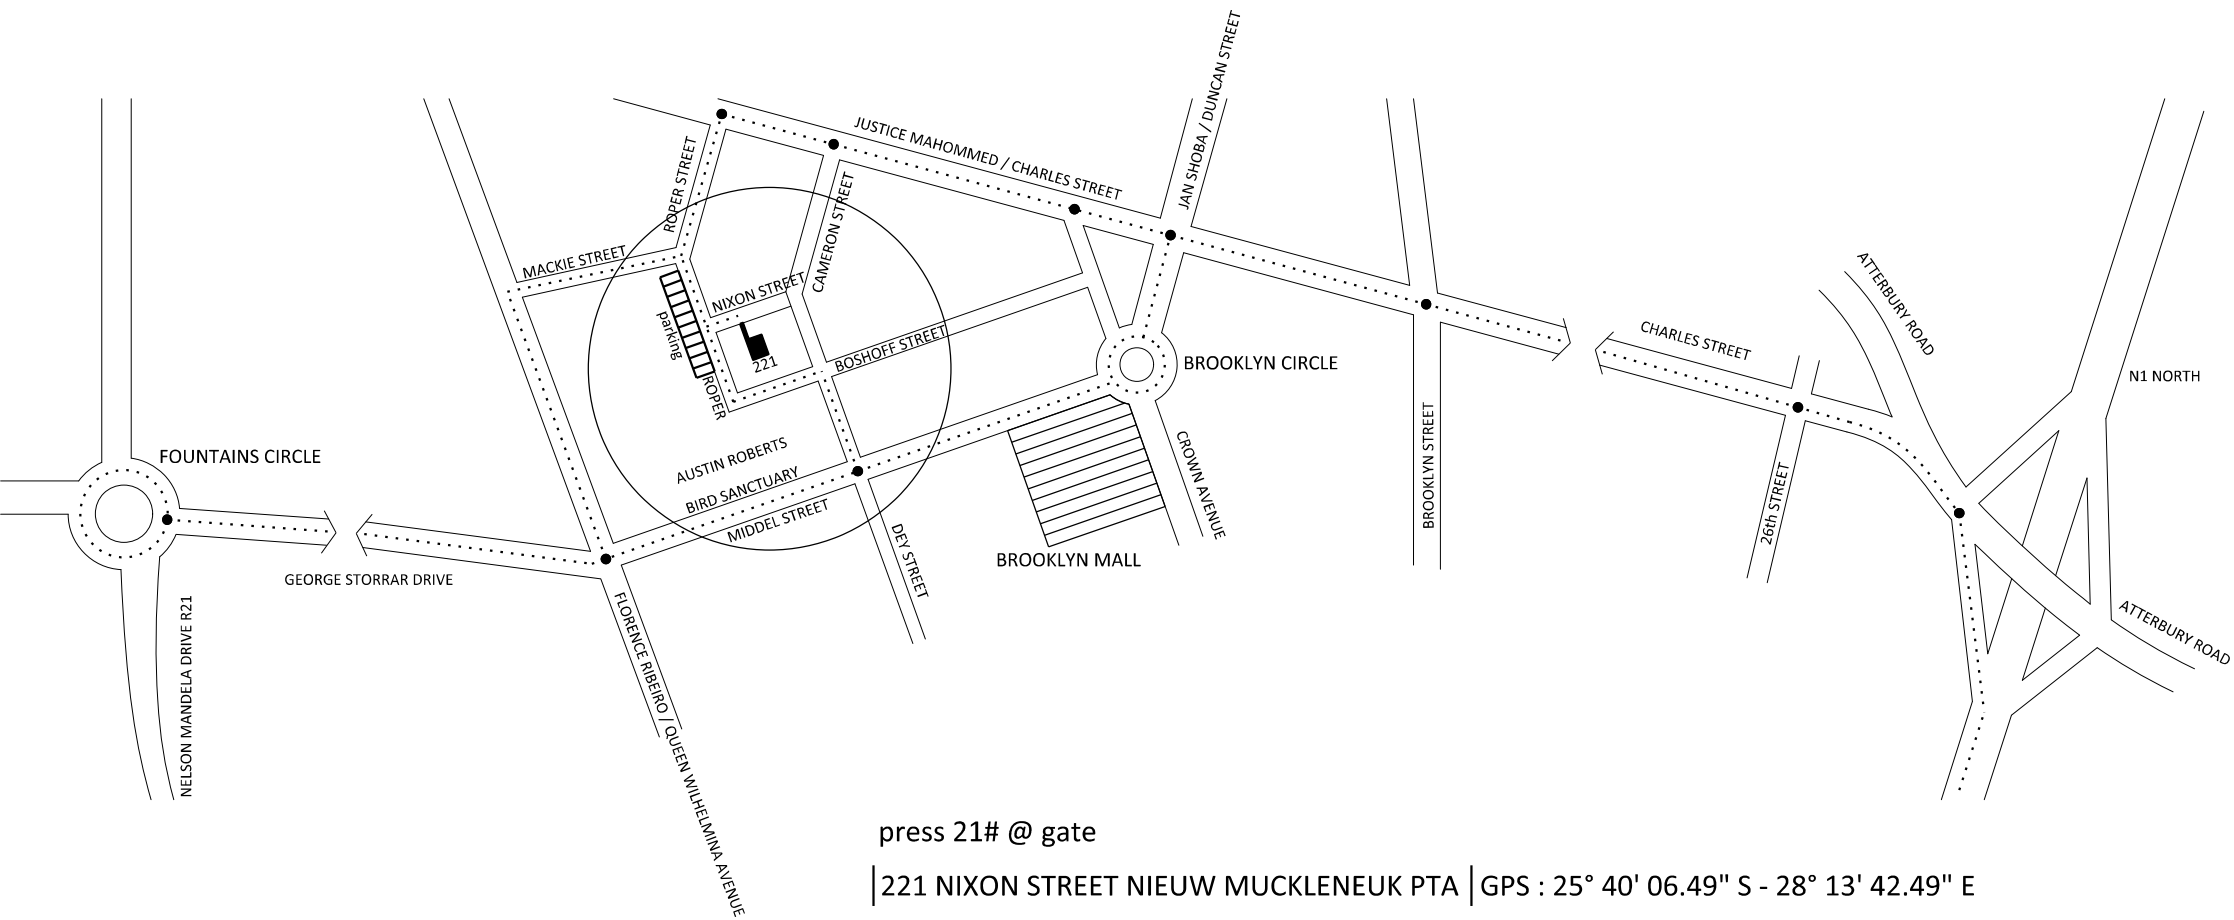 JAN SHOBA / DUNCAN STREET
JUSTICE MAHOMMED / CHARLES STREET
ROPER STREET
CAMERON STREET
MACKIE STREET
NIXON STREET
parking
221
BOSHOFF STREET
ROPER
BROOKLYN CIRCLE
CHARLES STREET
ATTERBURY ROAD
N1 NORTH
FOUNTAINS CIRCLE
AUSTIN ROBERTS
BIRD SANCTUARY
MIDDEL STREET
DEY STREET
CROWN AVENUE
BROOKLYN STREET
26th STREET
BROOKLYN MALL
GEORGE STORRAR DRIVE
NELSON MANDELA DRIVE R21
FLORENCE RIBEIRO / QUEEN WILHELMINA AVENUE
ATTERBURY ROAD
press 21# @ gate
221 NIXON STREET NIEUW MUCKLENEUK PTA | GPS : 25° 40' 06.49" S - 28° 13' 42.49" E